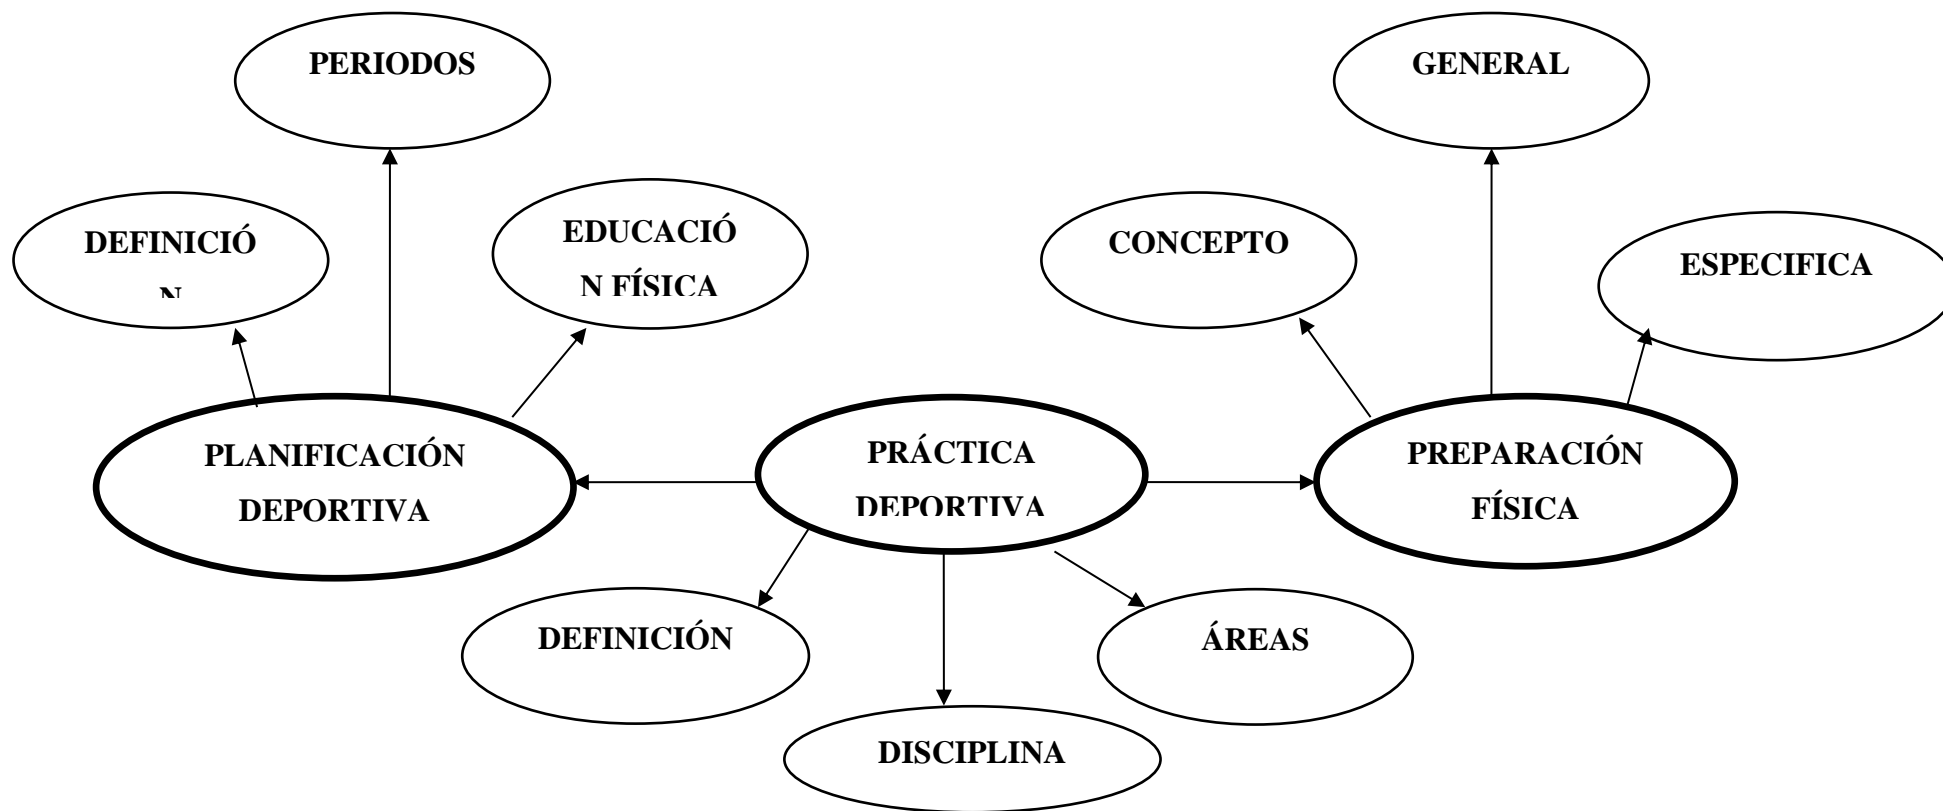 PERIODOS
GENERAL
DEFINICIÓ
N
EDUCACIÓ
N FÍSICA
CONCEPTO
ESPECIFICA
PLANIFICACIÓN
DEPORTIVA
PRÁCTICA
DEPORTIVA
PREPARACIÓN
FÍSICA
DEFINICIÓN
ÁREAS
DISCIPLINA